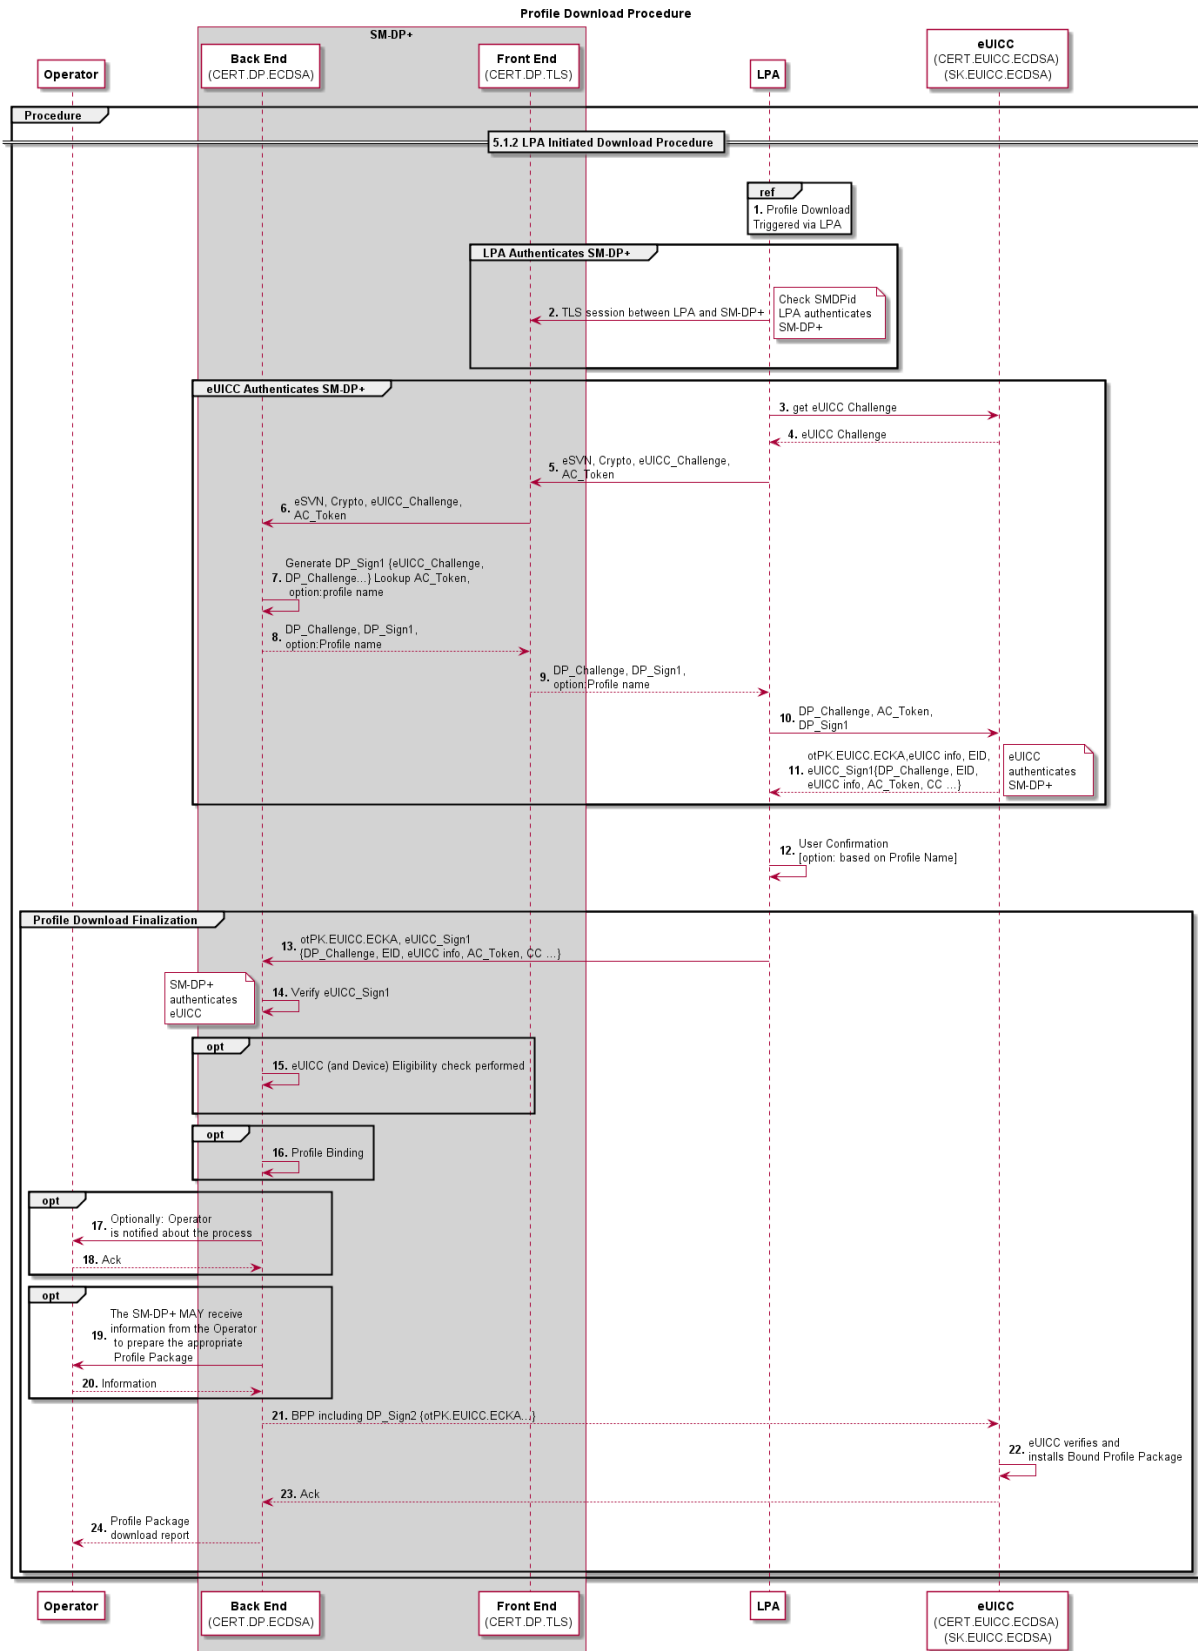 Profile Download Procedure
SM-DP+
Operator
Back End
(CERT.DP.ECDSA)
Front End
(CERT.DP.TLS)
LPA
eUICC
(CERT.EUICC.ECDSA)
(SK.EUICC.ECDSA)
Procedure
5.1.2 LPA Initiated Download Procedure
ref
1. Profile Download
Triggered via LPA
LPA Authenticates SM-DP+
2. TLS session between LPA and SM-DP+
Check SMDPid
LPA authenticates
SM-DP+
eUICC Authenticates SM-DP+
3. get eUICC Challenge
4. eUICC Challenge
5. eSVN, Crypto, eUICC_Challenge,
AC_Token
6. eSVN, Crypto, eUICC_Challenge,
AC_Token
Generate DP_Sign1 {eUICC_Challenge,
7. DP_Challenge...} Lookup AC_Token,
option:profile name
8. DP_Challenge, DP_Sign1,
option:Profile name
9. DP_Challenge, DP_Sign1,
option:Profile name
10. DP_Challenge, AC_Token,
DP_Sign1
otPK.EUICC.ECKA,eUICC info, EID,
11. eUICC_Sign1{DP_Challenge, EID,
eUICC info, AC_Token, CC ...}
eUICC
authenticates
SM-DP+
12. User Confirmation
[option: based on Profile Name]
Profile Download Finalization
13. otPK.EUICC.ECKA, eUICC_Sign1
{DP_Challenge, EID, eUICC info, AC_Token, CC ...}
SM-DP+
authenticates
eUICC
14. Verify eUICC_Sign1
opt
15. eUICC (and Device) Eligibility check performed
opt
16. Profile Binding
opt
17. Optionally: Operator
is notified about the process
18. Ack
opt
The SM-DP+ MAY receive
19. information from the Operator
to prepare the appropriate
Profile Package
20. Information
21. BPP including DP_Sign2 {otPK.EUICC.ECKA...}
22. eUICC verifies and
installs Bound Profile Package
23. Ack
24. Profile Package
download report
Operator
Back End
(CERT.DP.ECDSA)
Front End
(CERT.DP.TLS)
LPA
eUICC
(CERT.EUICC.ECDSA)
(SK.EUICC.ECDSA)